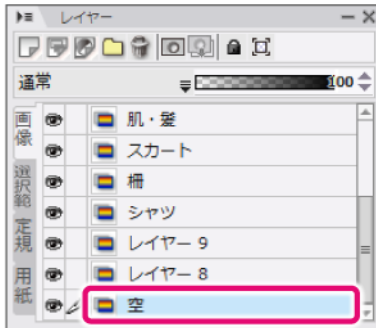 レイヤー
通常
100
画像
選択範
定規
用紙
肌・髪
スカート
柵
シャツ
レイヤー 9
レイヤー 8
空